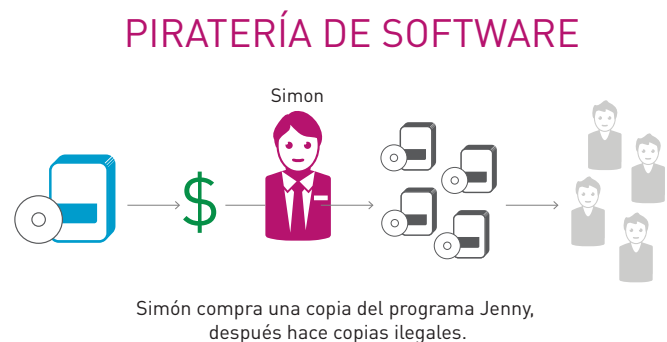 PIRATERÍA DE SOFTWARE
Simon
$
Simón compra una copia del programa Jenny,
después hace copias ilegales.